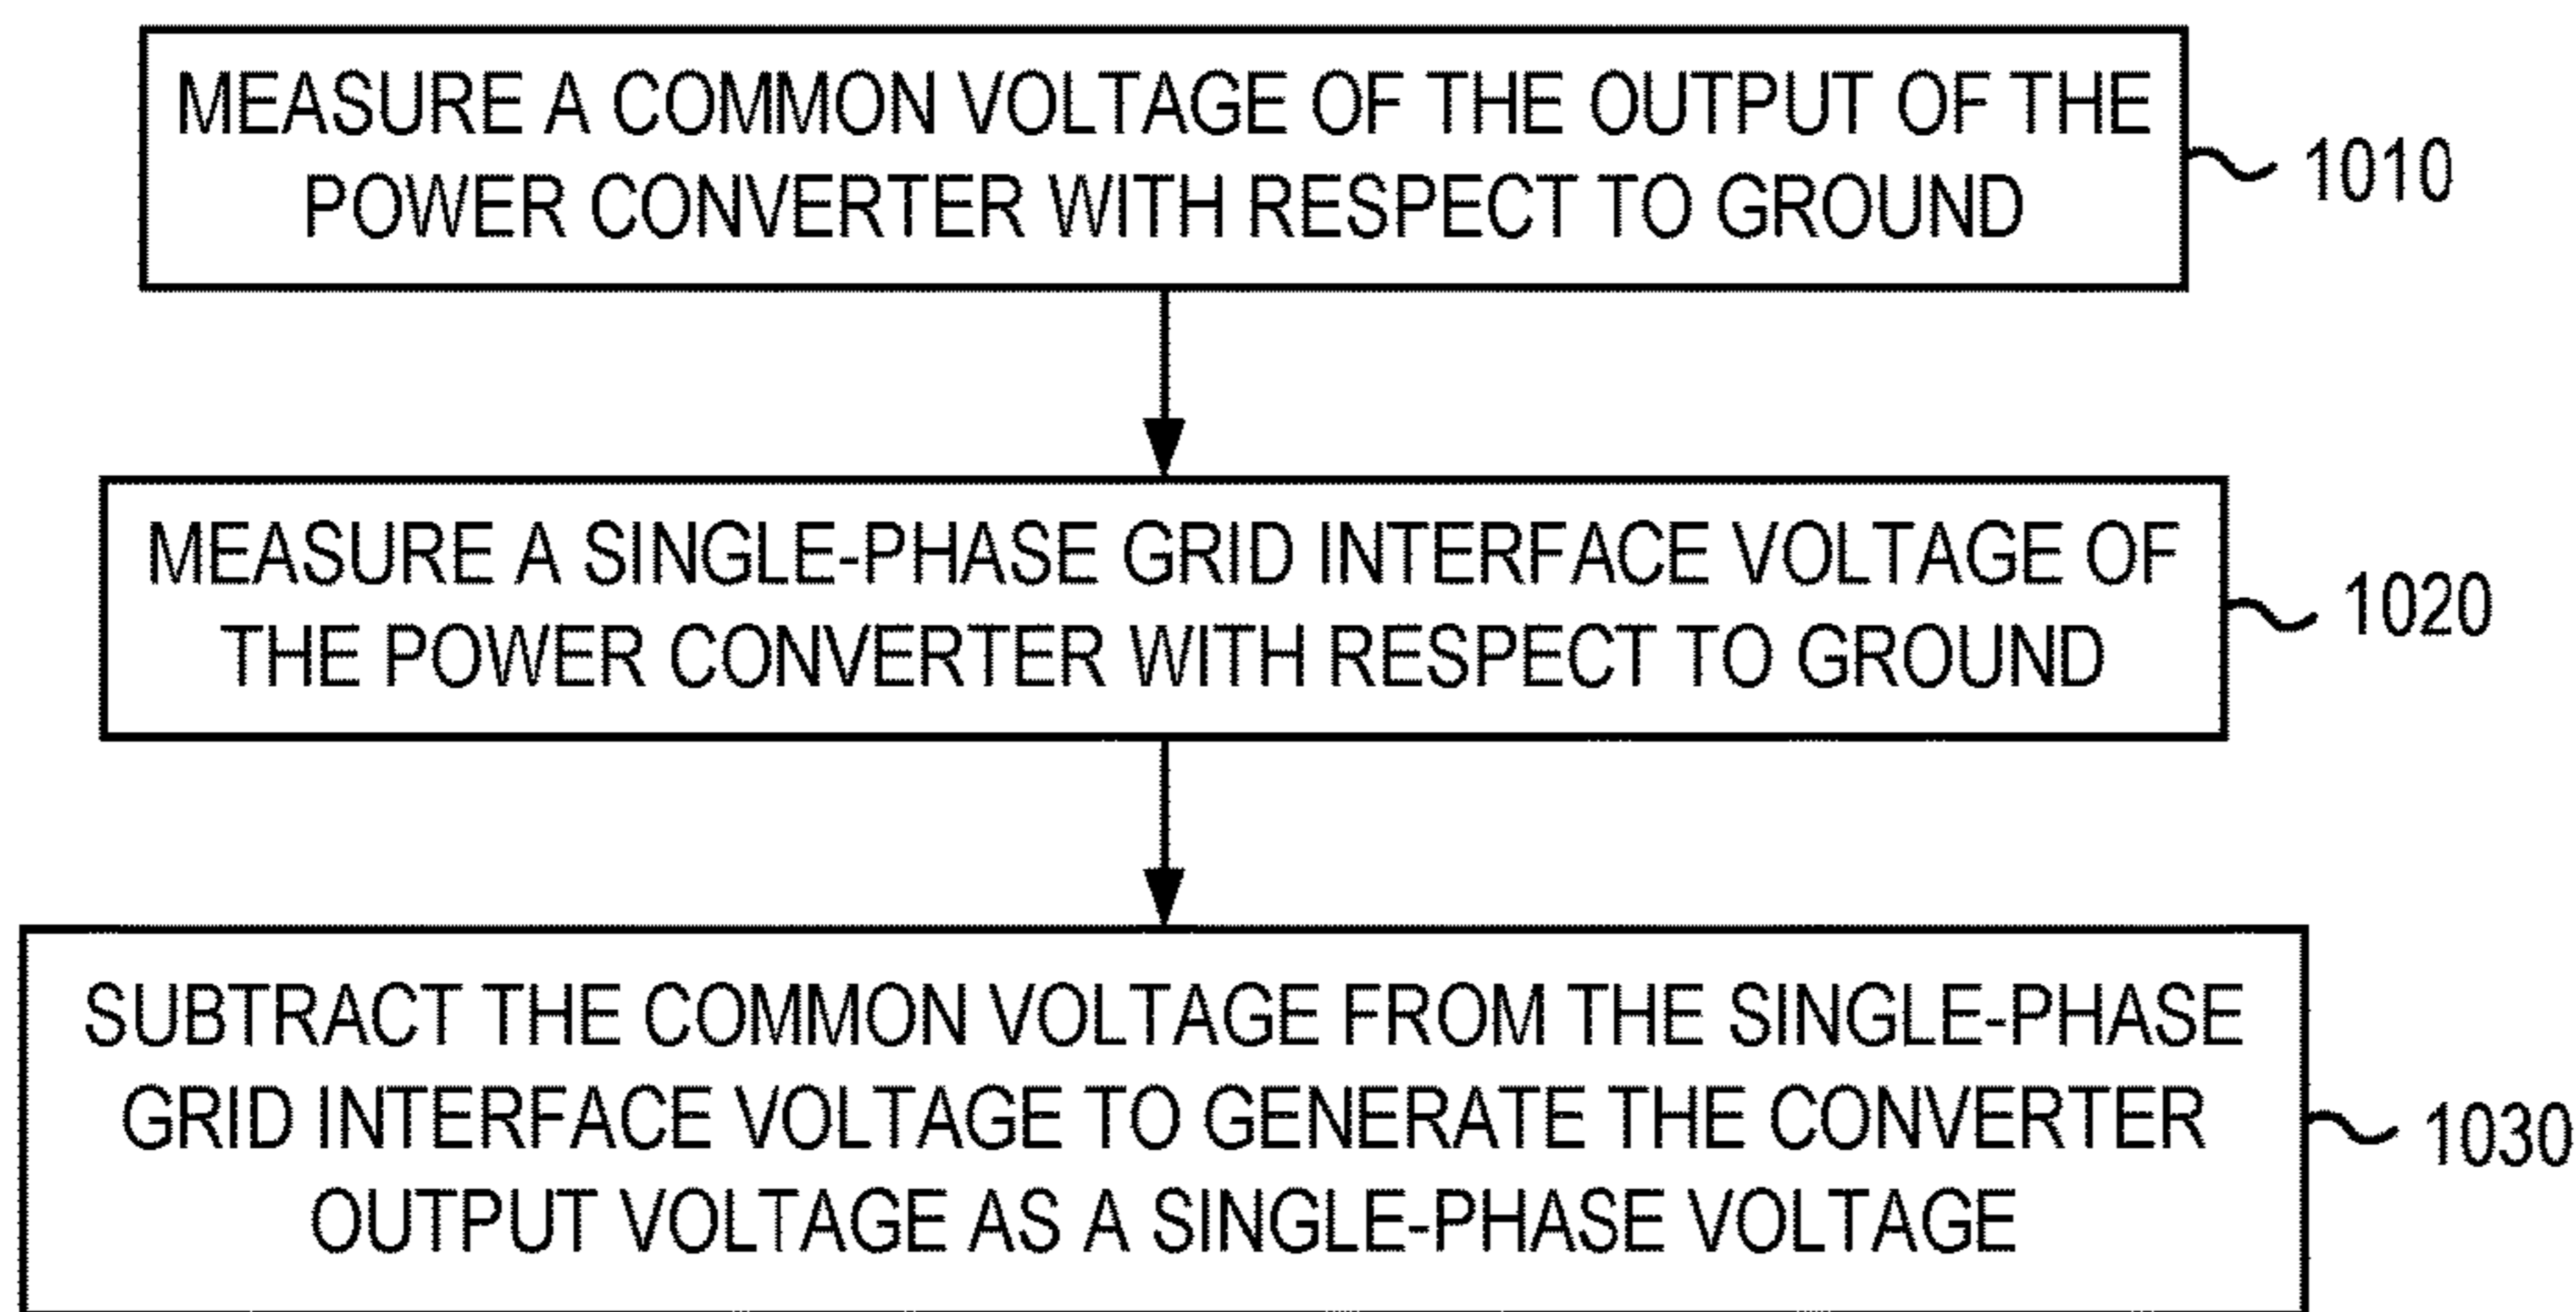 MEASURE A COMMON VOLTAGE OF THE OUTPUT OF THE
POWER CONVERTER WITH RESPECT TO GROUND
1010
MEASURE A SINGLE-PHASE GRID INTERFACE VOLTAGE OF
THE POWER CONVERTER WITH RESPECT TO GROUND
1020
SUBTRACT THE COMMON VOLTAGE FROM THE SINGLE-PHASE
GRID INTERFACE VOLTAGE TO GENERATE THE CONVERTER
OUTPUT VOLTAGE AS A SINGLE-PHASE VOLTAGE
1030